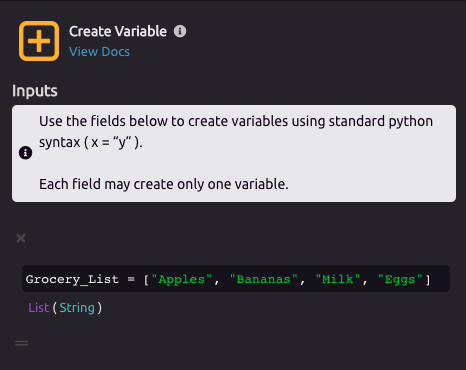 Create Variable
View Docs
Inputs
Use the fields below to create variables using standard python
syntax ( x = “y” ).
Each field may create only one variable.
Grocery_List = ["Apples", "Bananas", "Milk", "Eggs"]
List ( String )